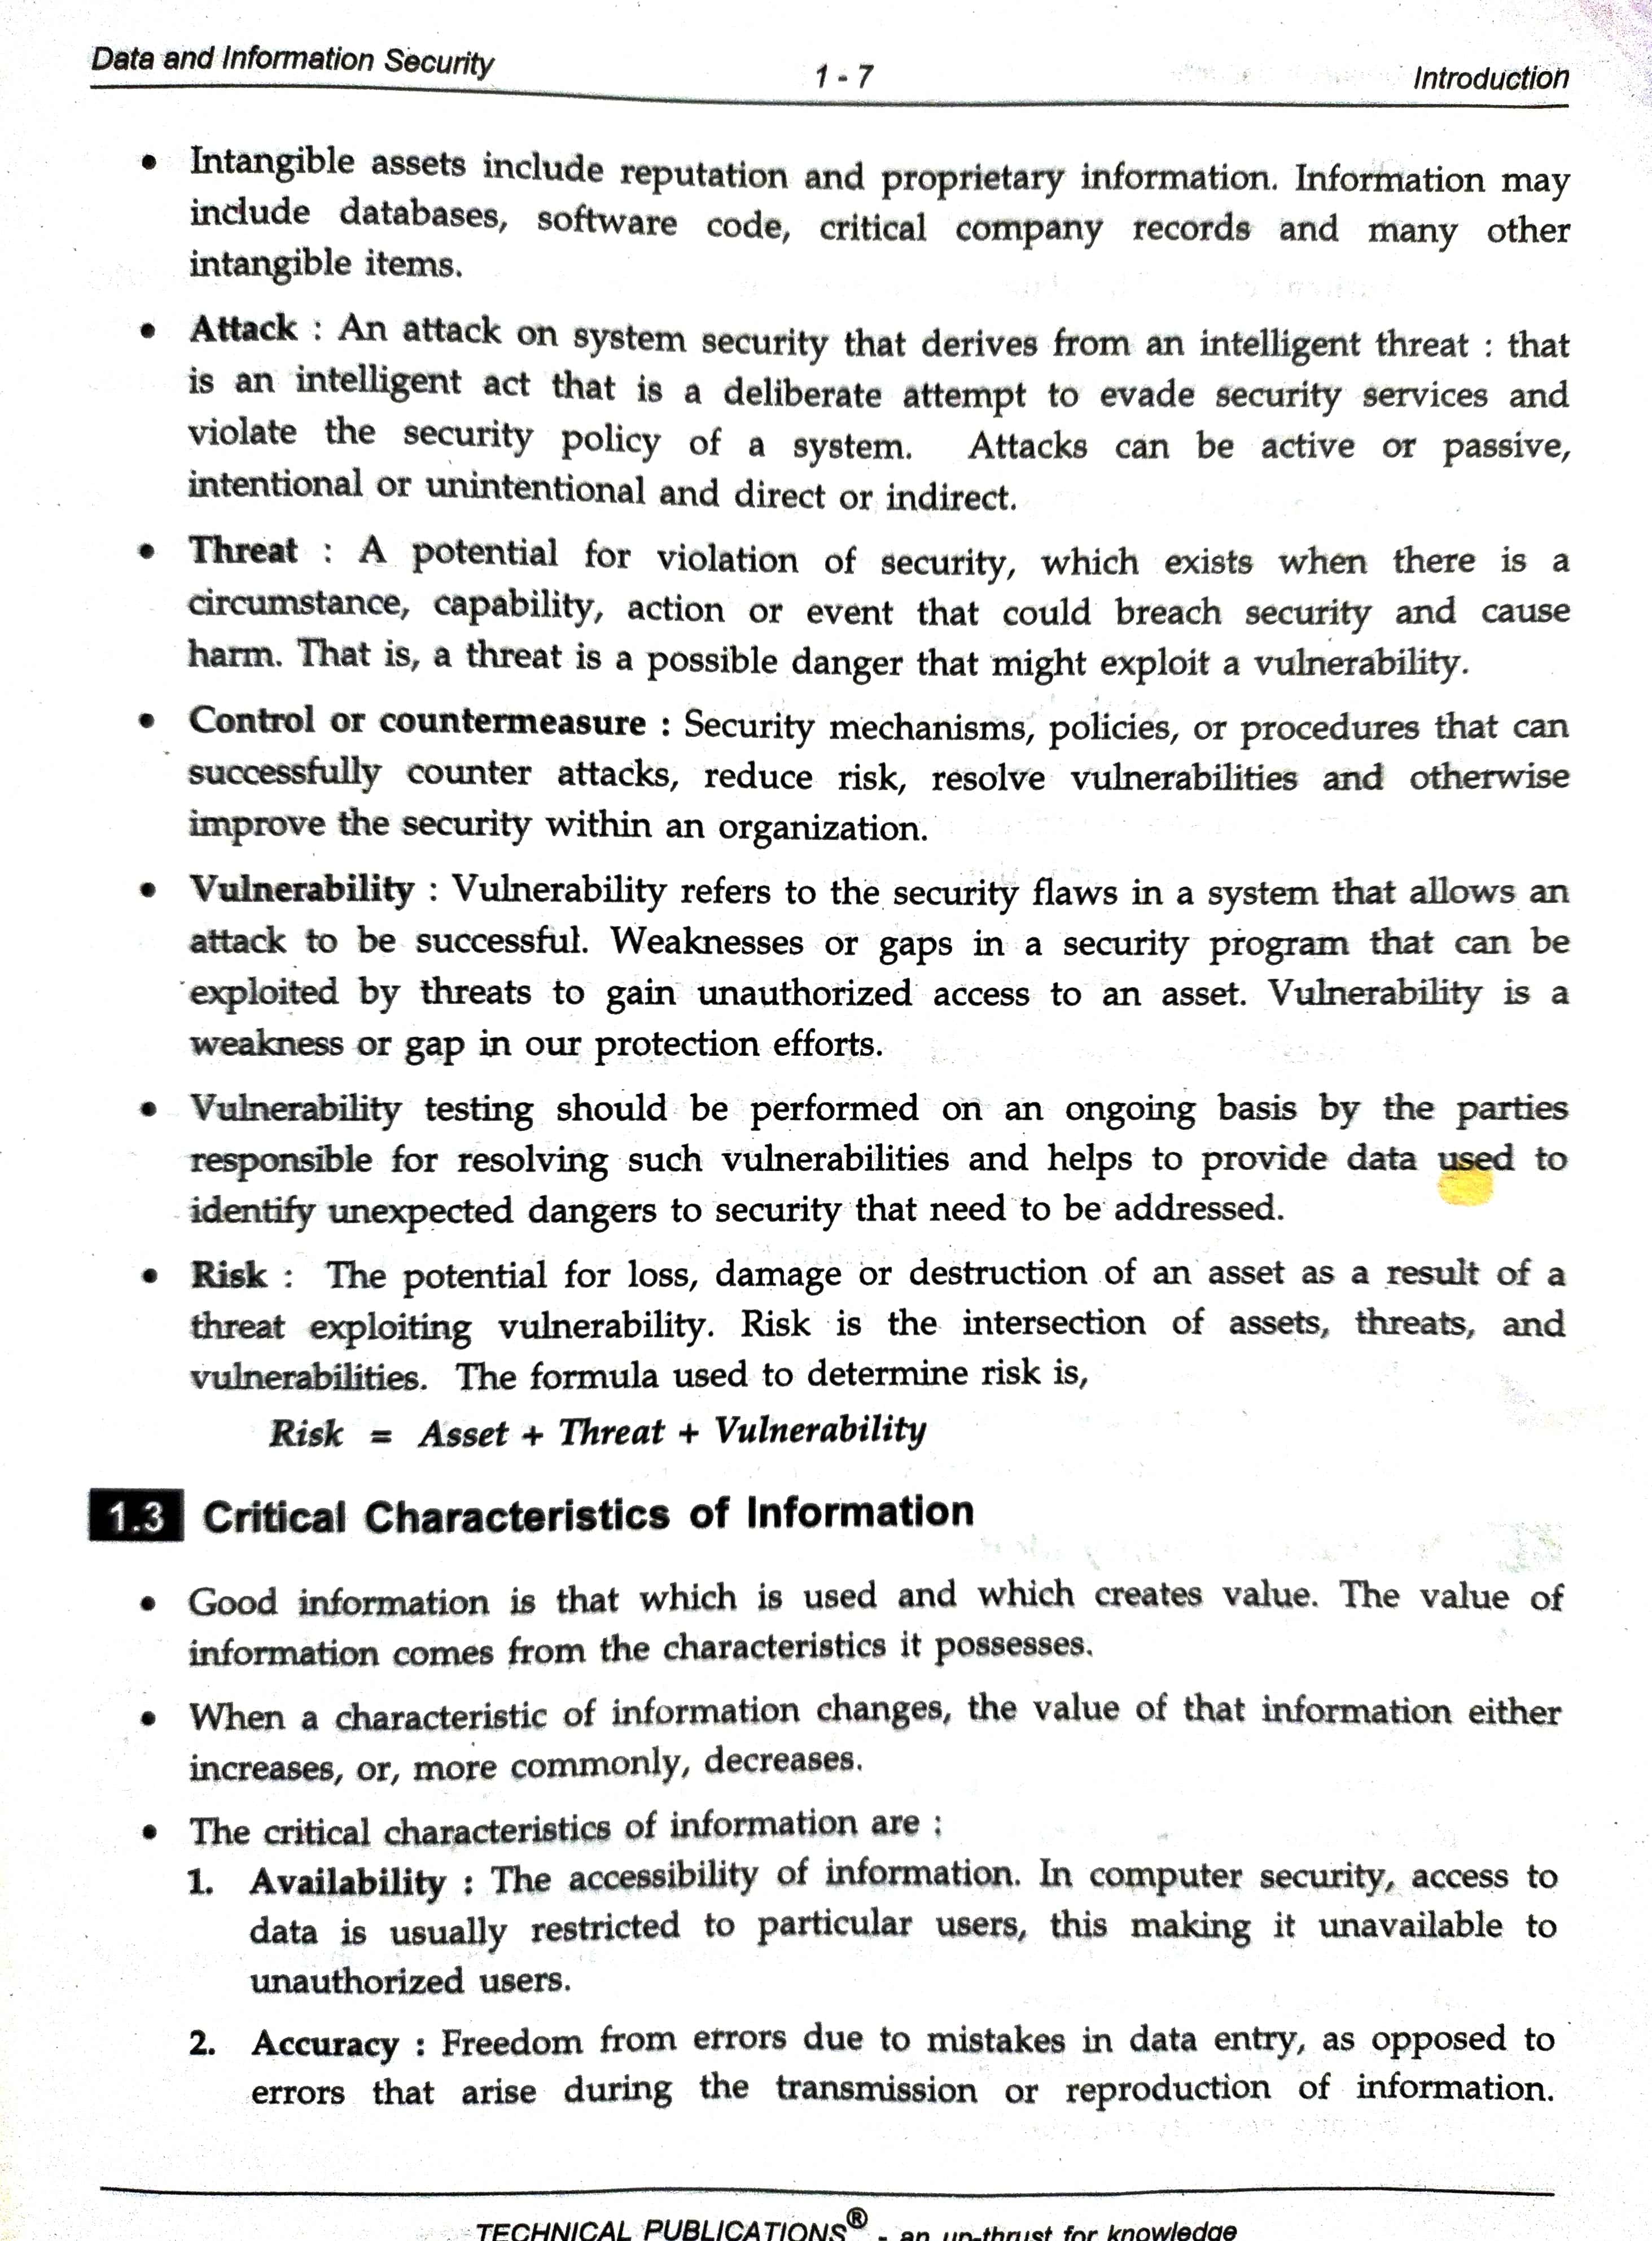 Data and Information Security 1 - 7 Introduction
• Intangible assets include reputation and proprietary information. Information may
include databases, software code, critical company records and many other
intangible items.
• Attack : An attack on system security that derives from an intelligent threat : that
is an intelligent act that is a deliberate attempt to evade security services and
violate the security policy of a system. Attacks can be active or passive,
intentional or unintentional and direct or indirect.
• Threat : A potential for violation of security, which exists when there is a
circumstance, capability, action or event that could breach security and cause
harm. That is, a threat is a possible danger that might exploit a vulnerability.
• Control or countermeasure : Security mechanisms, policies, or procedures that can
successfully counter attacks, reduce risk, resolve vulnerabilities and otherwise
improve the security within an organization.
• Vulnerability : Vulnerability refers to the security flaws in a system that allows an
attack to be successful. Weaknesses or gaps in a security program that can be
exploited by threats to gain unauthorized access to an asset. Vulnerability is a
weakness or gap in our protection efforts.
• Vulnerability testing should be performed on an ongoing basis by the parties
responsible for resolving such vulnerabilities and helps to provide data used to
identify unexpected dangers to security that need to be addressed.
• Risk : The potential for loss, damage or destruction of an asset as a result of a
threat exploiting vulnerability. Risk is the intersection of assets, threats, and
vulnerabilities. The formula used to determine risk is,
Risk = Asset + Threat + Vulnerability
1.3 Critical Characteristics of Information
• Good information is that which is used and which creates value. The value of
information comes from the characteristics it possesses.
• When a characteristic of information changes, the value of that information either
increases, or, more commonly, decreases.
• The critical characteristics of information are :
1. Availability : The accessibility of information. In computer security, access to
data is usually restricted to particular users, this making it unavailable to
unauthorized users.
2. Accuracy : Freedom from errors due to mistakes in data entry, as opposed to
errors that arise during the transmission or reproduction of information.
TECHNICAL PUBLICATIONS® - an up-thrust for knowledge